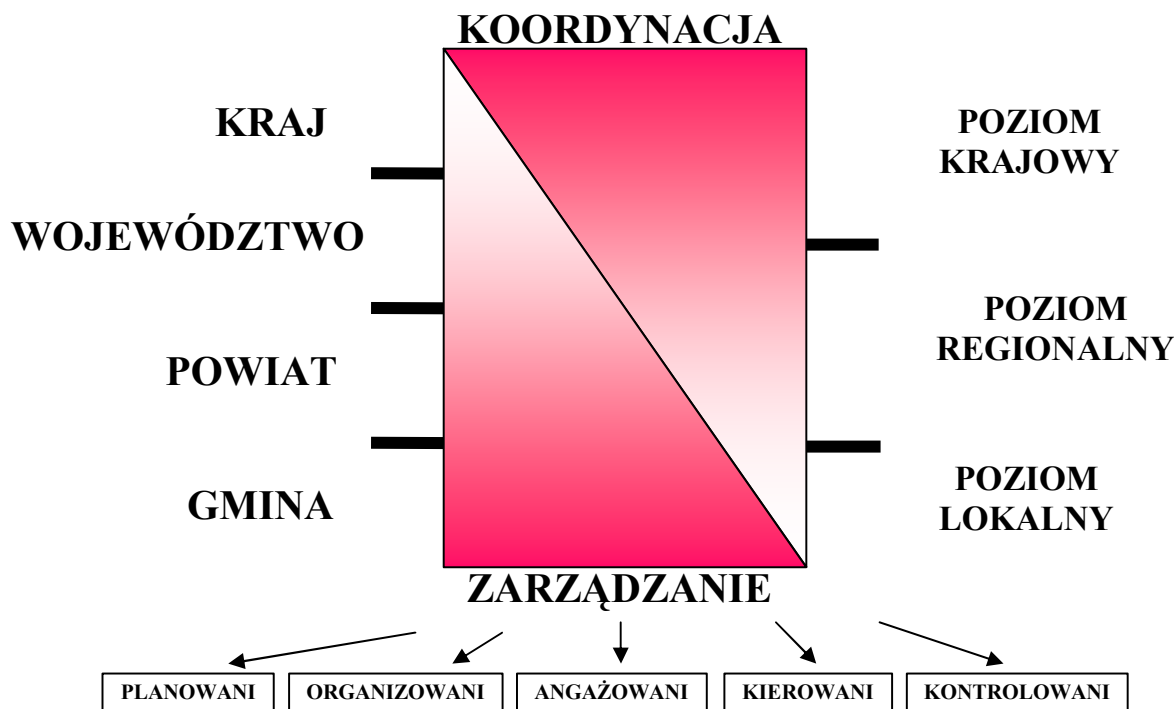 KOORDYNACJA
KRAJ
WOJEWÓDZTWO
POWIAT
GMINA
POZIOM
KRAJOWY
POZIOM
REGIONALNY
POZIOM
LOKALNY
ZARZĄDZANIE
PLANOWANI
ORGANIZOWANI
ANGAŻOWANI
KIEROWANI
KONTROLOWANI